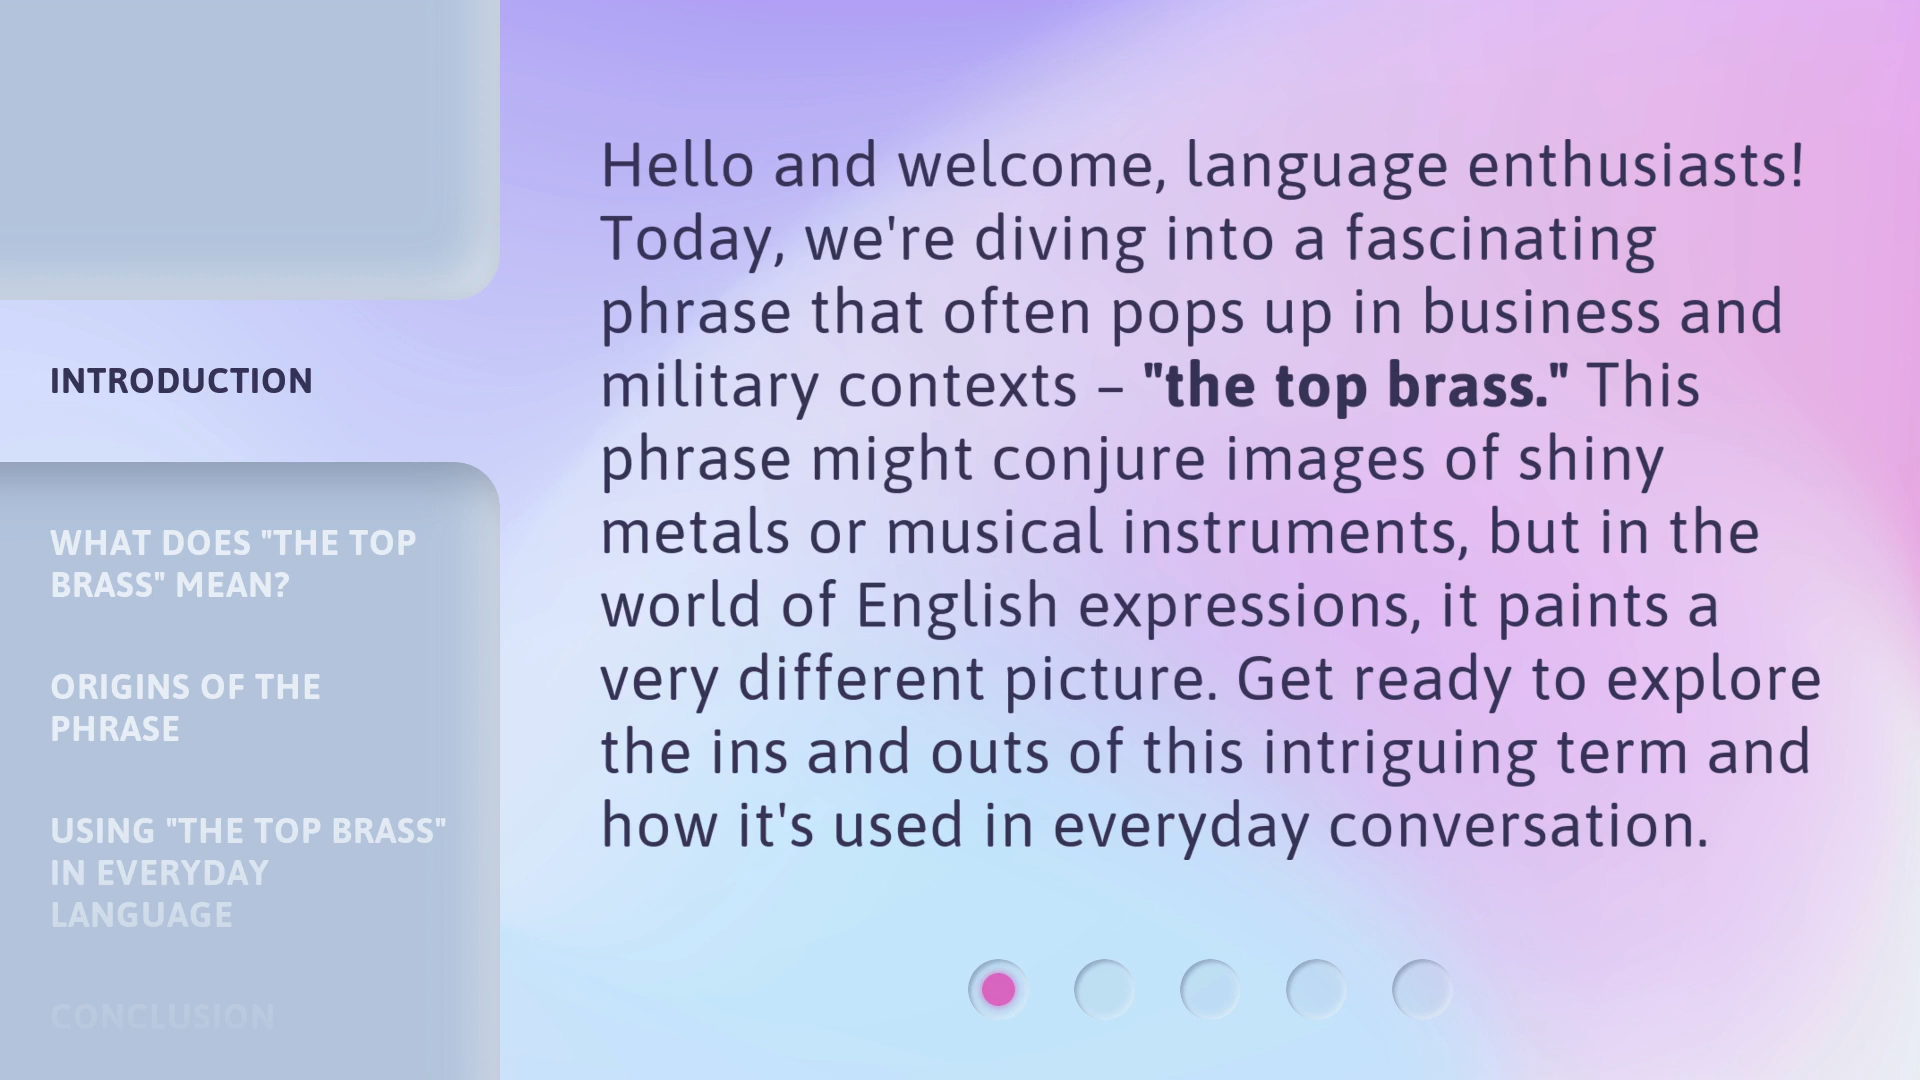 INTRODUCTION
WHAT DOES "THE TOP
BRASS" MEAN?
ORIGINS OF THE
PHRASE
USING "THE TOP BRASS"
IN EVERYDAY
LANGUAGE
CONCLUSION
Hello and welcome, language enthusiasts!
Today, we're diving into a fascinating
phrase that often pops up in business and
military contexts – "the top brass." This
phrase might conjure images of shiny
metals or musical instruments, but in the
world of English expressions, it paints a
very different picture. Get ready to explore
the ins and outs of this intriguing term and
how it's used in everyday conversation.